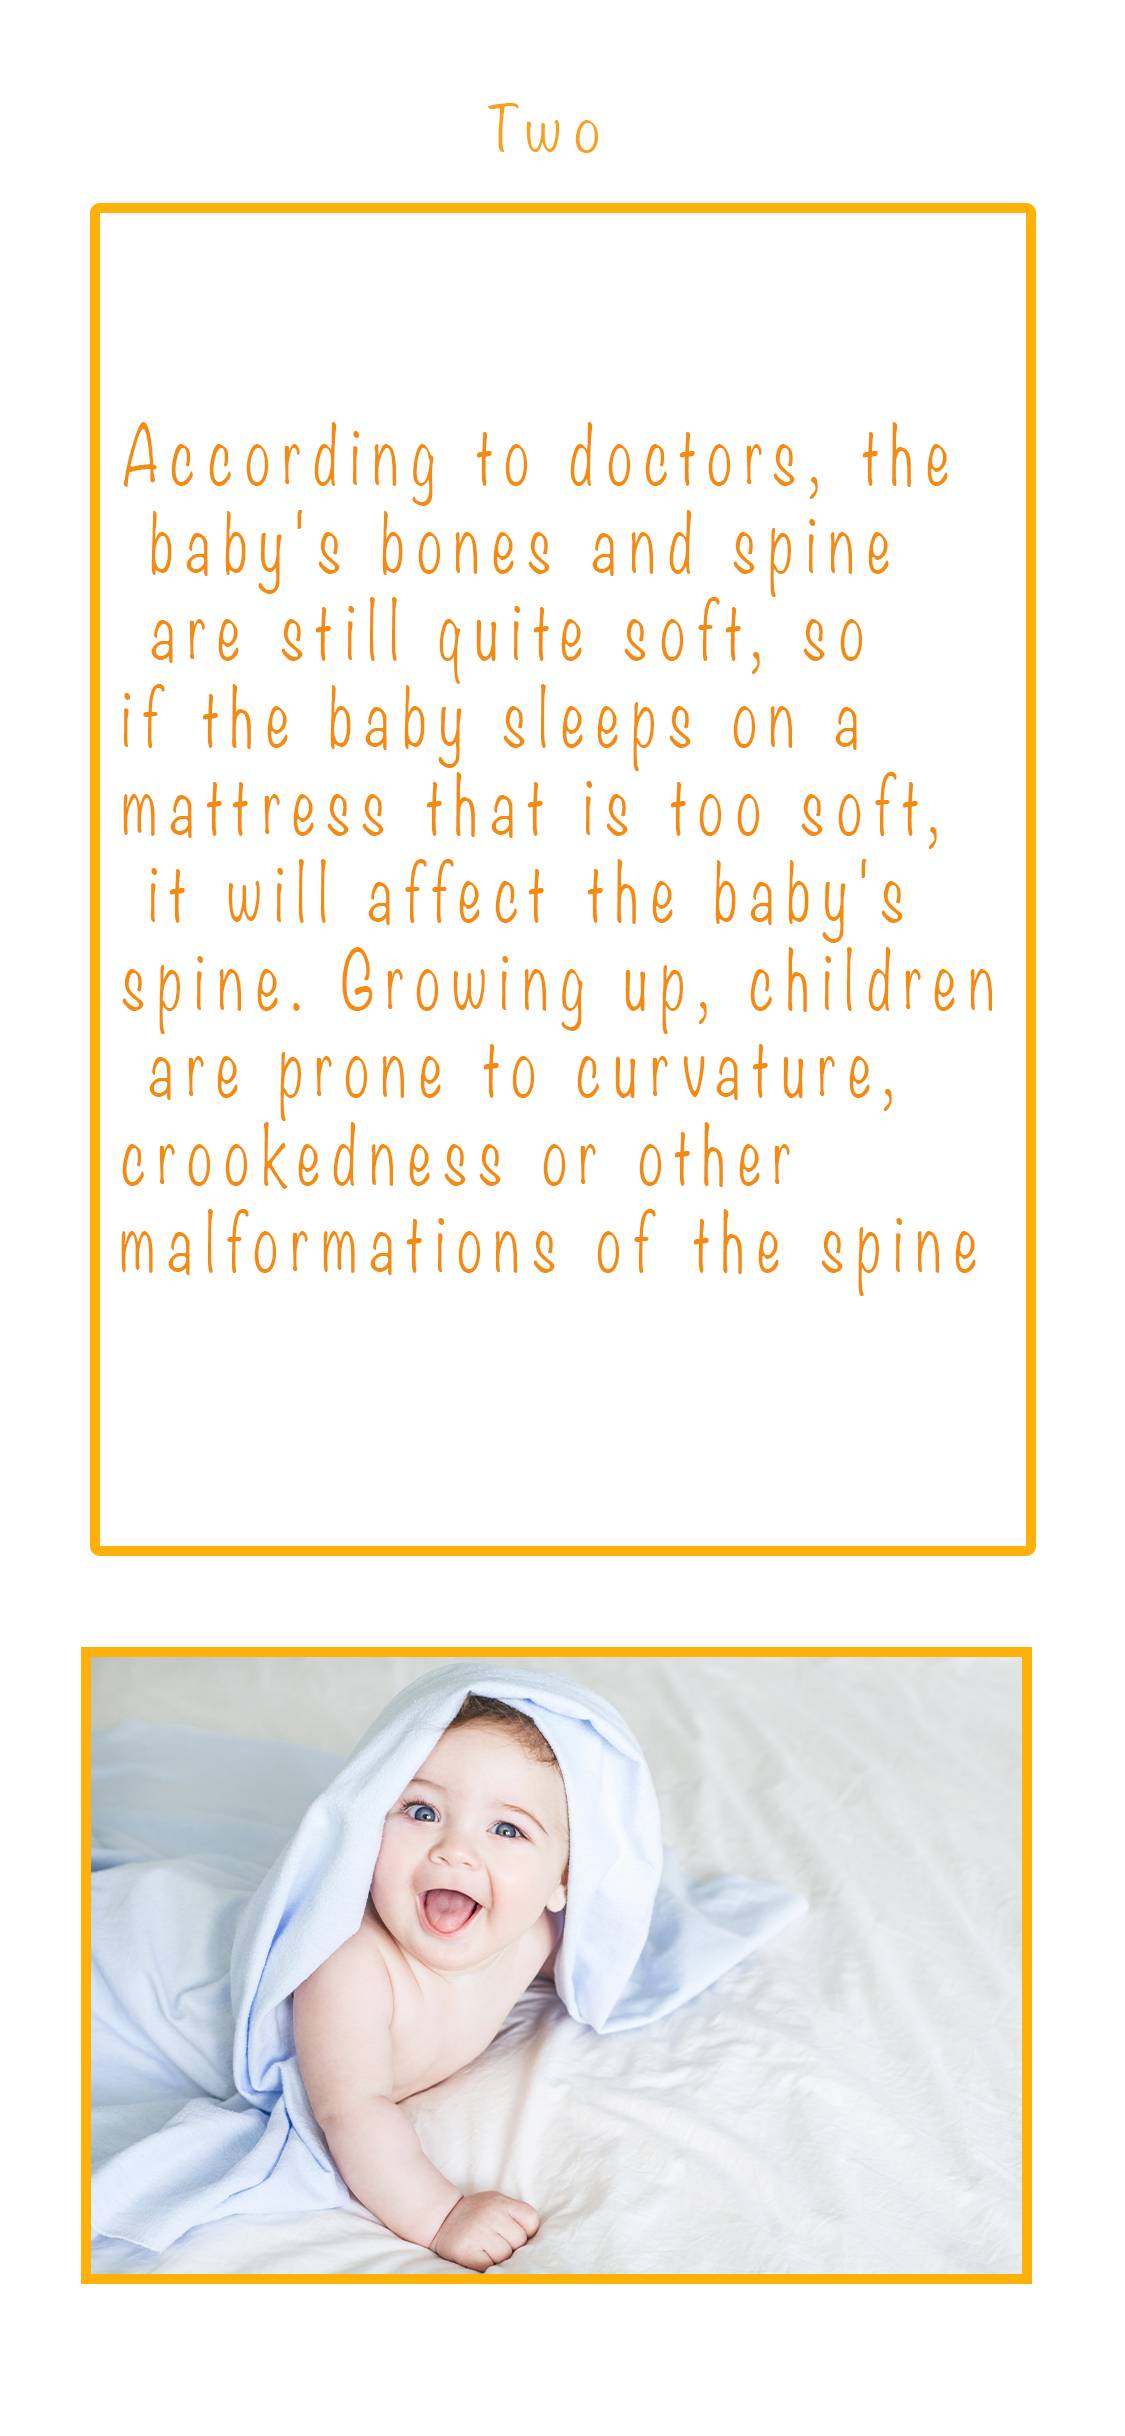 Two
According to doctors, the
baby's bones and spine
are still quite soft, so
if the baby sleeps on a
mattress that is too soft,
it will affect the baby's
spine. Growing up, children
are prone to curvature,
crookedness or other
malformations of the spine